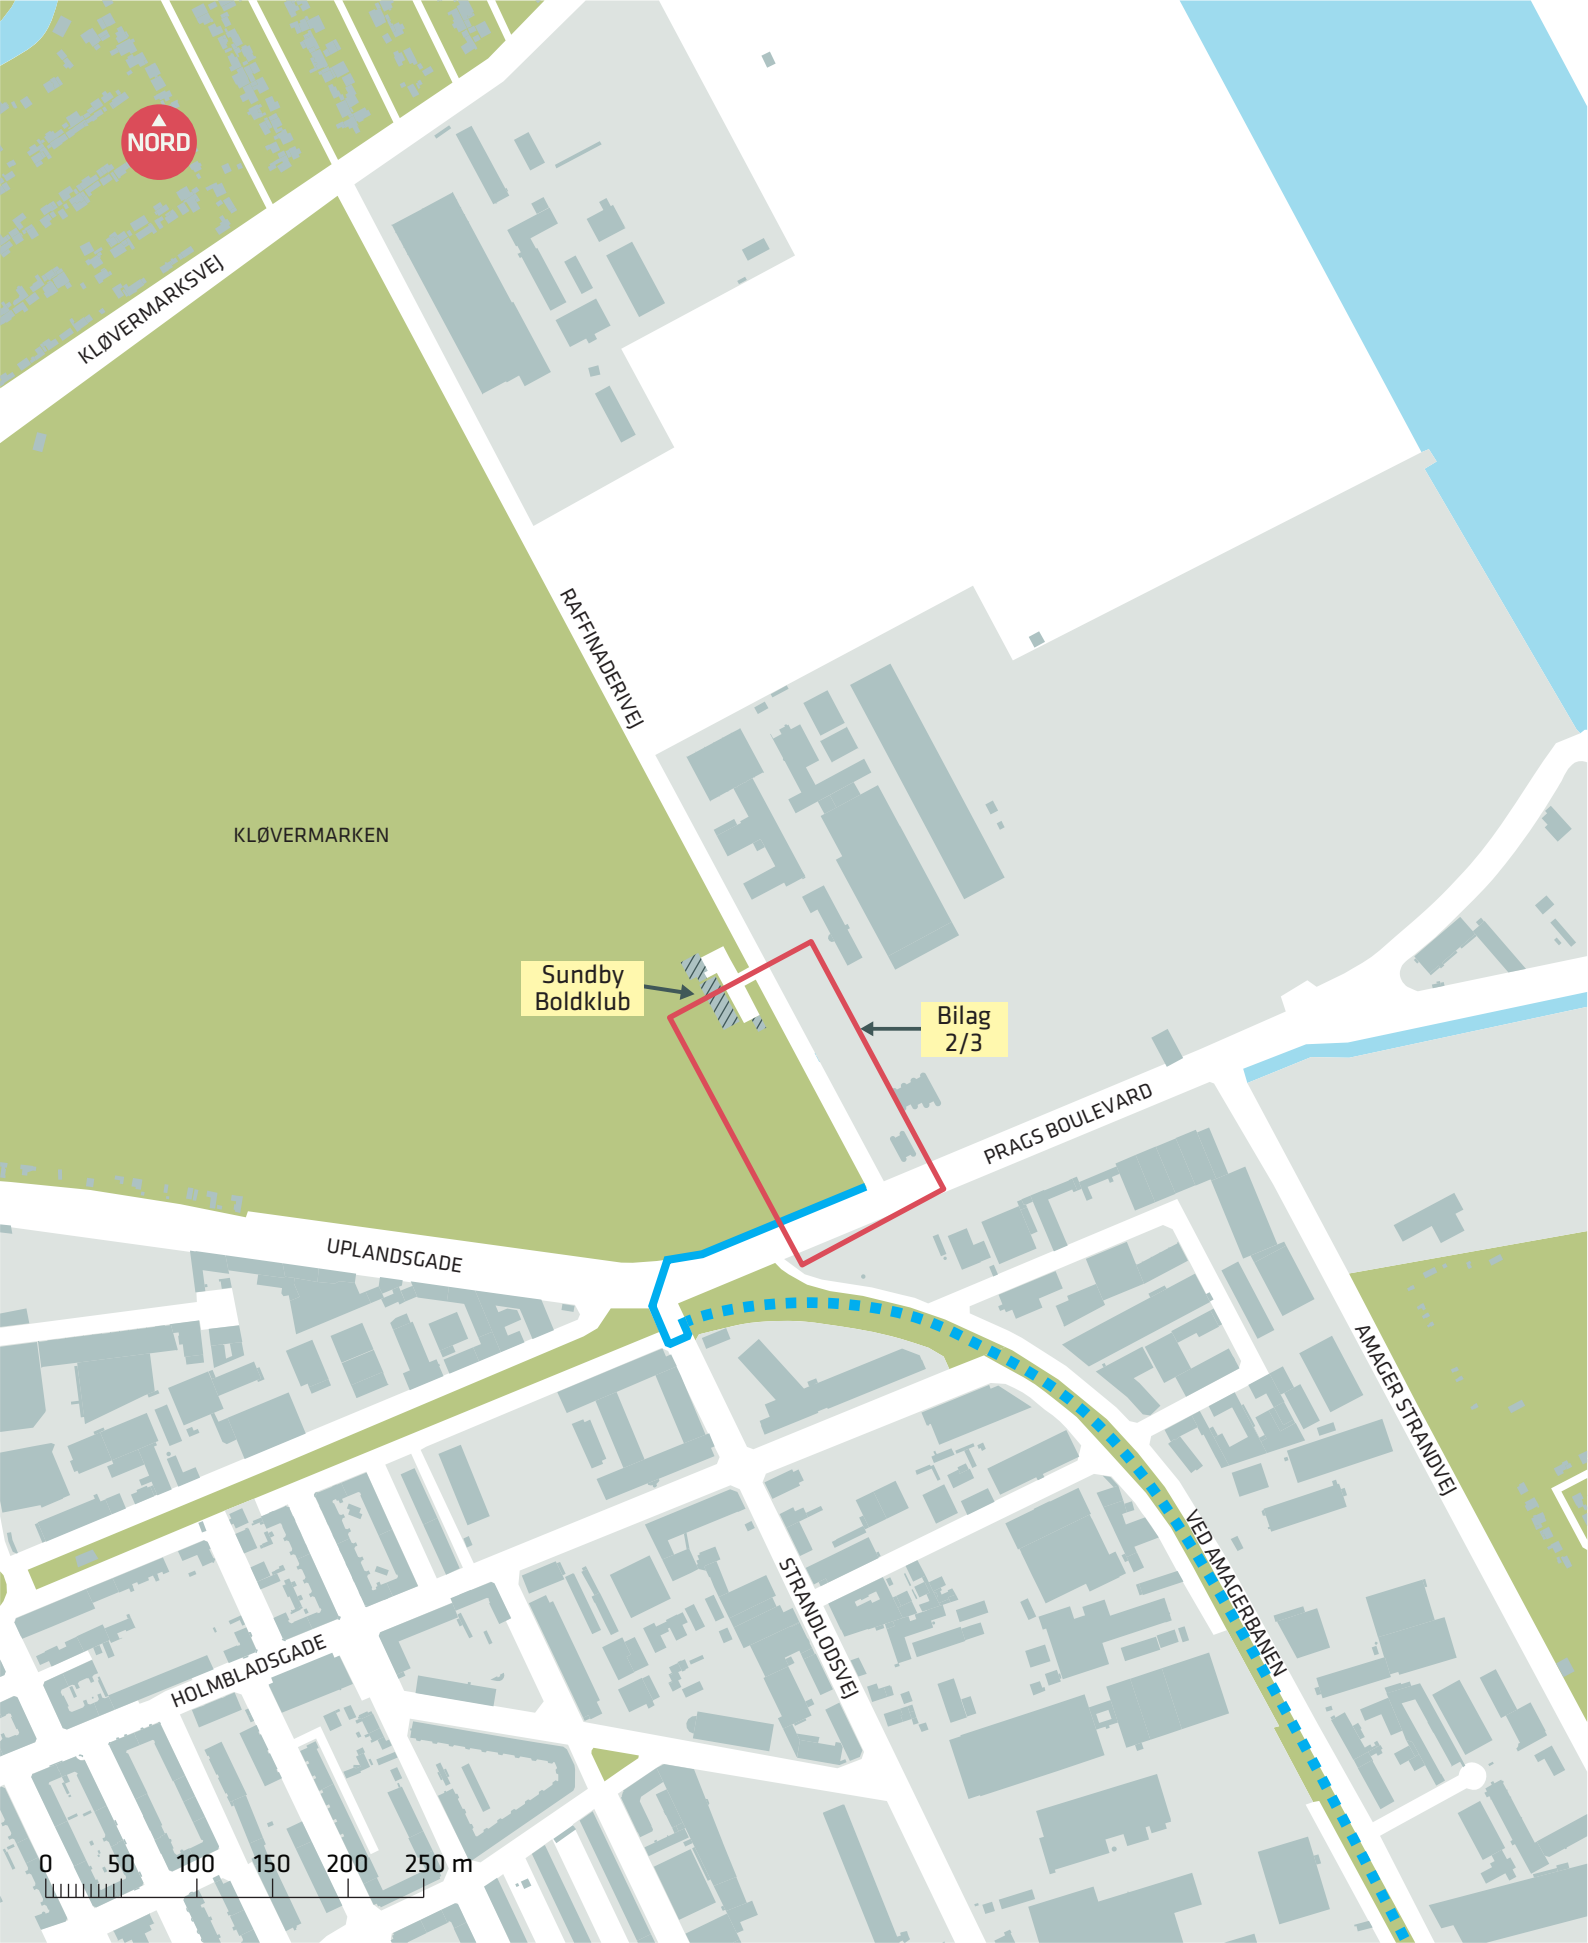 NORD
KLØVERMARKSVEJ
RAFFINADERIVEJ
KLØVERMARKEN
Sundby
Boldklub
Bilag
2/3
PRAGS BOULEVARD
UPLANDSGADE
AMAGER STRANDVEJ
VED AMAGERBANEN
STRANDLODSVEJ
HOLMBLADSGADE
0 50 100 150 200 250 m